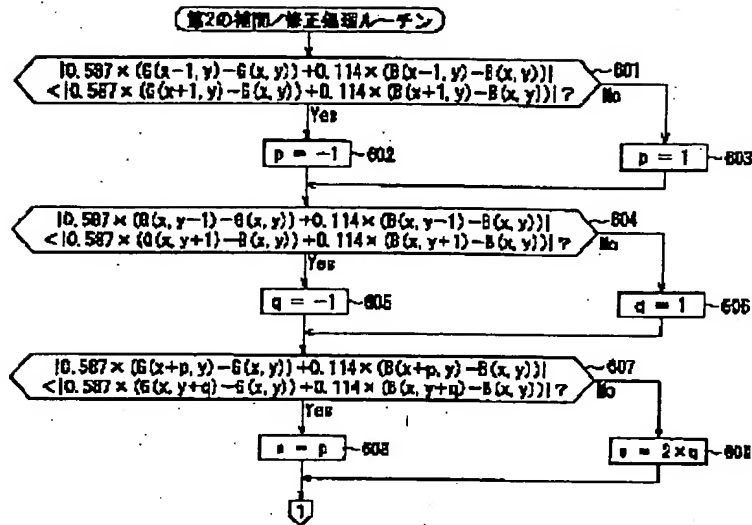 第2の補間/修正処理ルーチン
|0.587×(G(x-1,y)-G(x,y))+0.114×(B(x-1,y)-B(x,y))|
<|0.587×(G(x+1,y)-G(x,y))+0.114×(B(x+1,y)-B(x,y))|?
601
No
Yes
p = -1
602
p = 1
603
|0.587×(G(x,y-1)-G(x,y))+0.114×(B(x,y-1)-B(x,y))|
<|0.587×(G(x,y+1)-G(x,y))+0.114×(B(x,y+1)-B(x,y))|?
604
No
Yes
q = -1
605
q = 1
606
|0.587×(G(x+p,y)-G(x,y))+0.114×(B(x+p,y)-B(x,y))|
<|0.587×(G(x,y+q)-G(x,y))+0.114×(B(x,y+q)-B(x,y))|?
607
No
Yes
s = p
608
s = 2×q
609
1